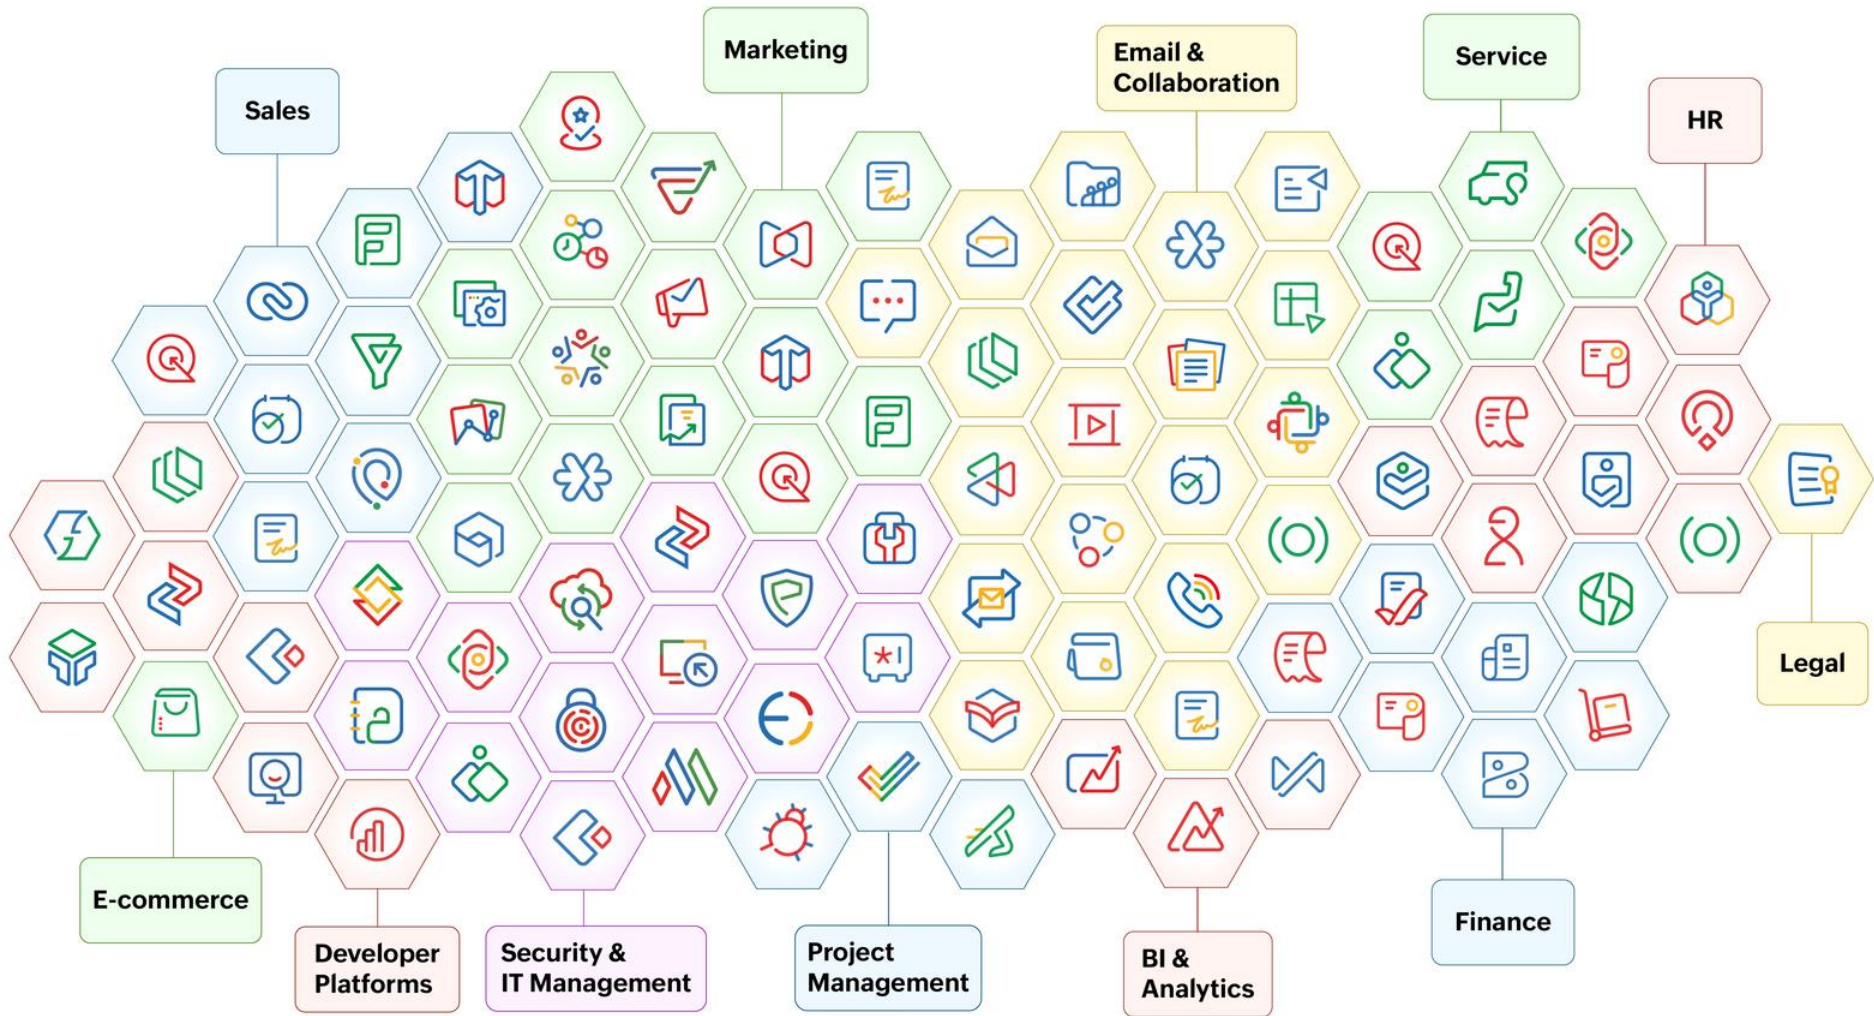 Marketing
Email &
Collaboration
Service
Sales
HR
Legal
E-commerce
Developer
Platforms
Security &
IT Management
Project
Management
BI &
Analytics
Finance